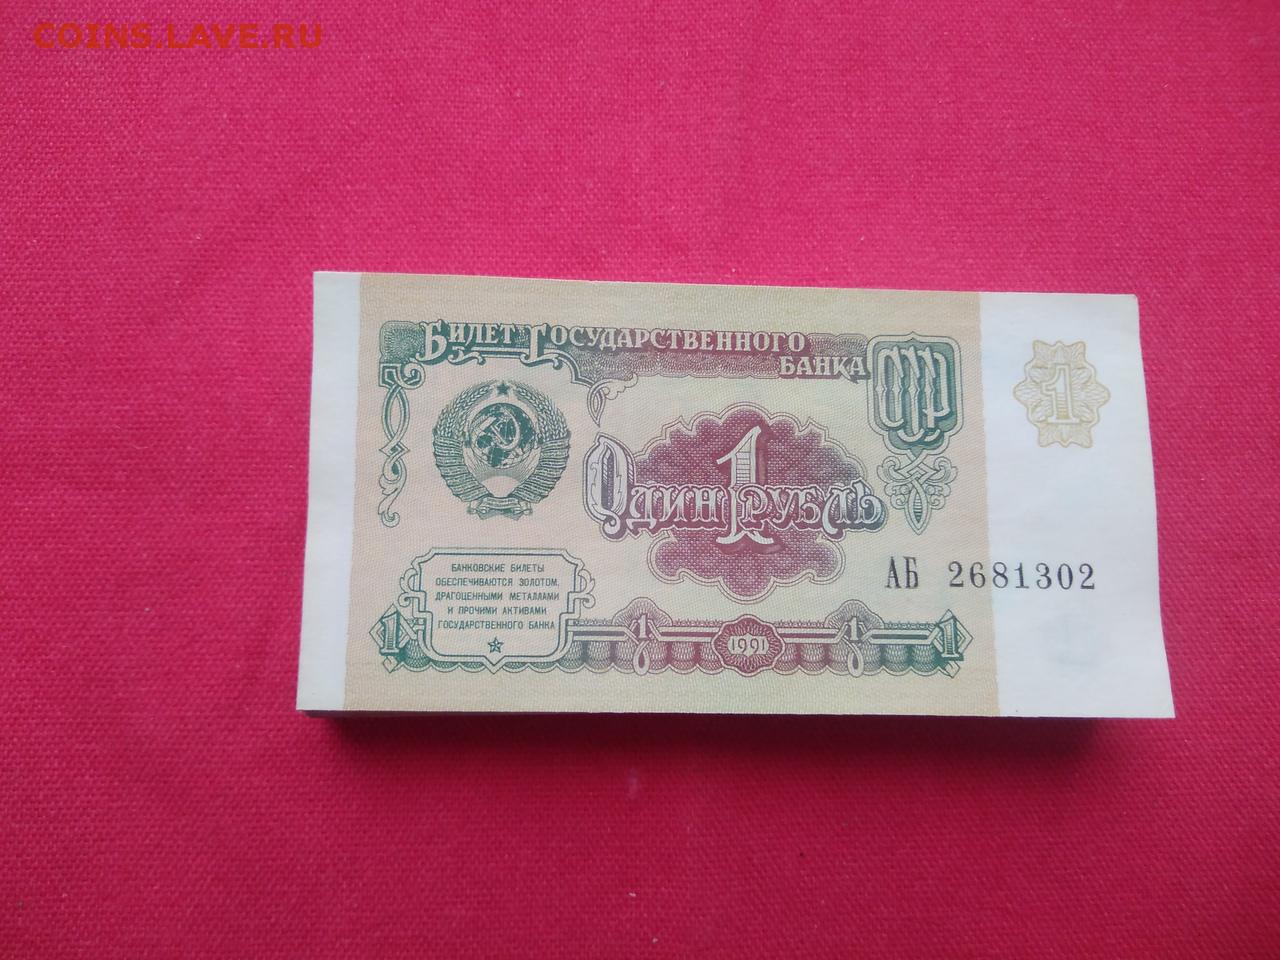 COINS.LAVE.RU
Билет Государственного
Банка
СССР
1
1
Один рубль
АБ 2681302
БАНКОВСКИЕ БИЛЕТЫ
ОБЕСПЕЧИВАЮТСЯ ЗОЛОТОМ,
ДРАГОЦЕННЫМИ МЕТАЛЛАМИ
И ПРОЧИМИ АКТИВАМИ
ГОСУДАРСТВЕННОГО БАНКА
1 1 1991 1 1